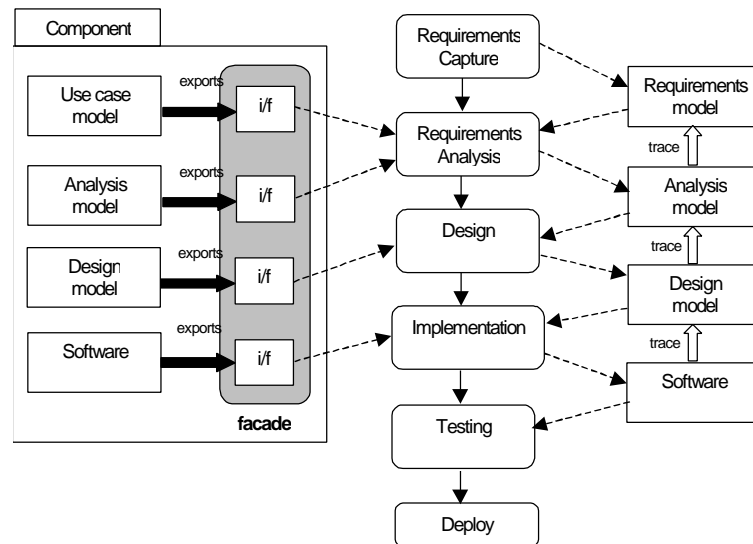 Component
Use case
model
exports
i/f
Analysis
model
exports
i/f
Design
model
exports
i/f
Software
exports
i/f
facade
Requirements
Capture
Requirements
Analysis
Design
Implementation
Testing
Deploy
Requirements
model
trace
Analysis
model
trace
Design
model
trace
Software